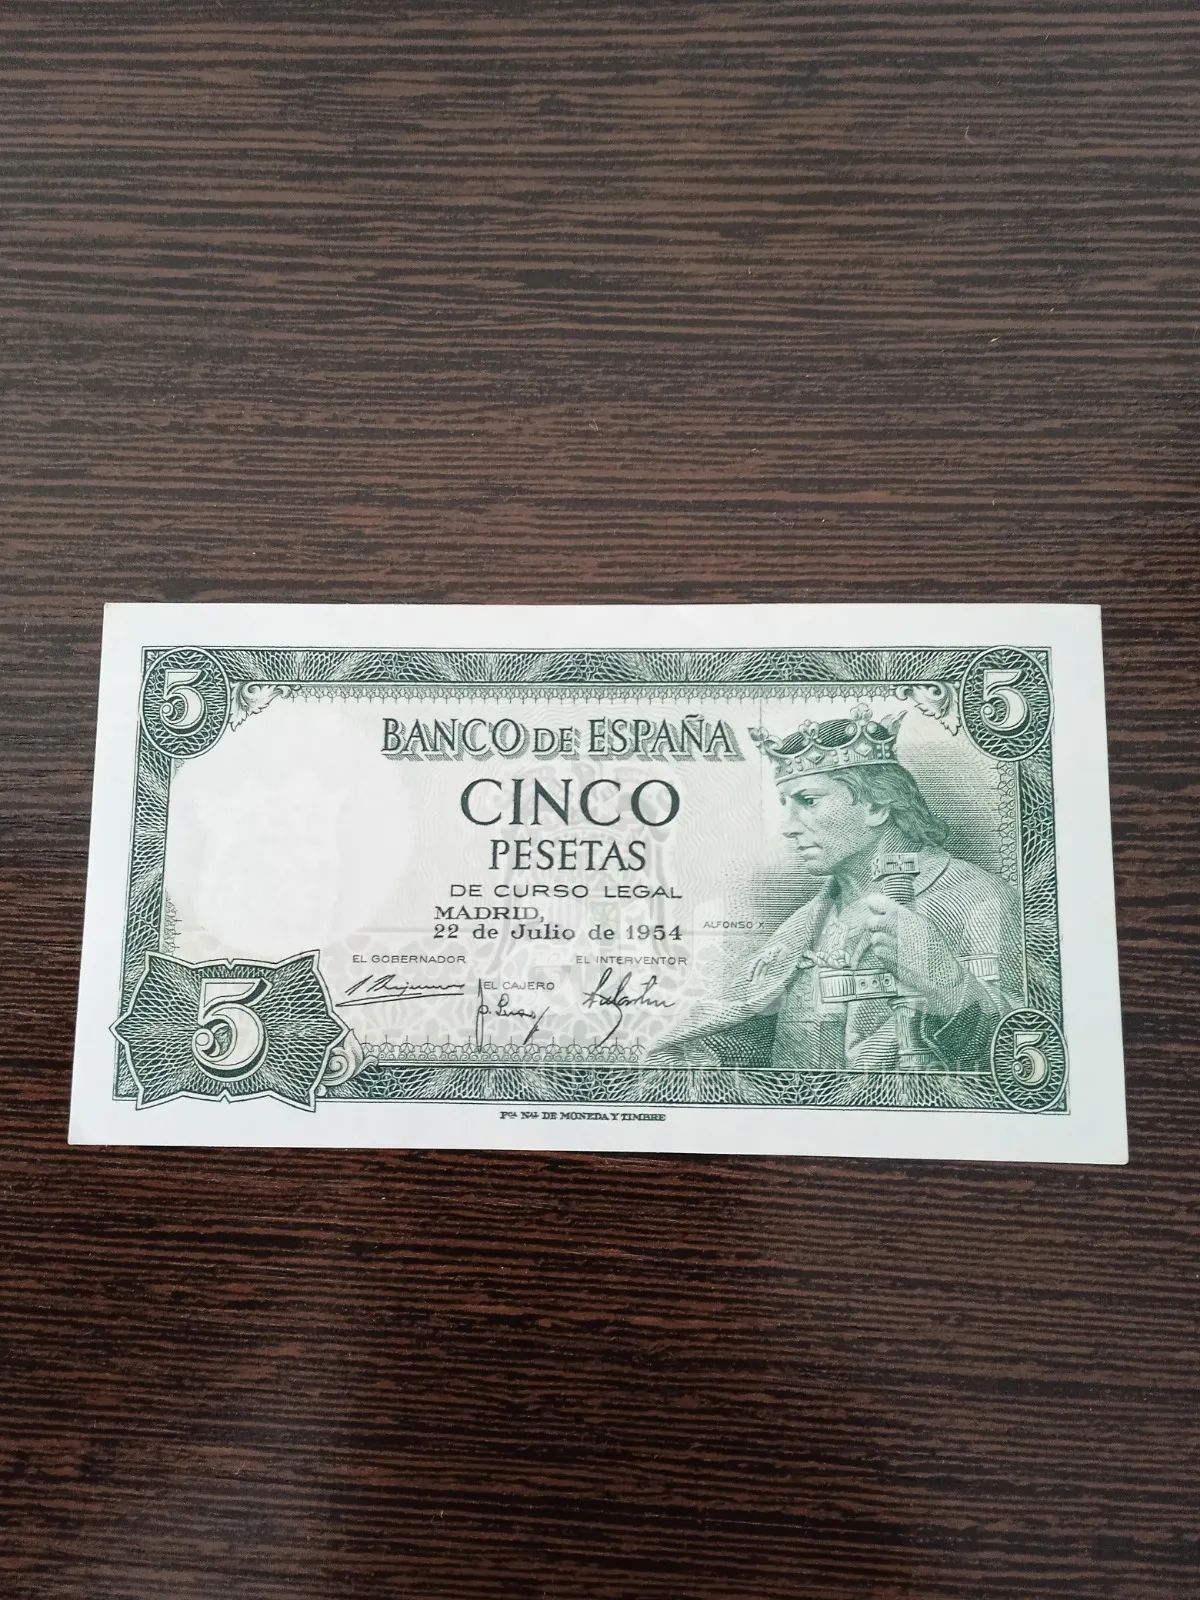 5 5
BANCO DE ESPAÑA
CINCO
PESETAS
DE CURSO LEGAL
MADRID,
22 de Julio de 1954
ALFONSO X
EL GOBERNADOR EL INTERVENTOR
EL CAJERO
5 5
Fca. Nal. DE MONEDA Y TIMBRE